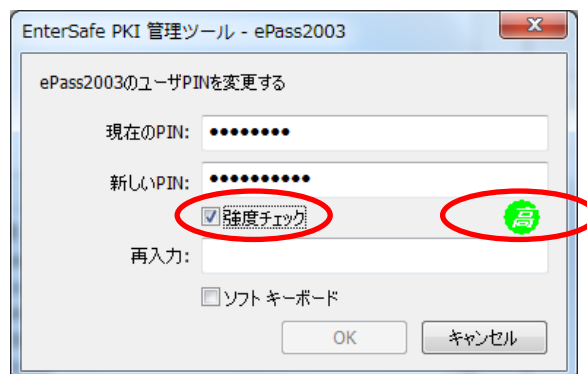 EnterSafe PKI 管理ツール - ePass2003
ePass2003のユーザPINを変更する
現在のPIN: ••••••••
新しいPIN: ••••••••••
強度チェック 高
再入力:
ソフト キーボード
OK キャンセル